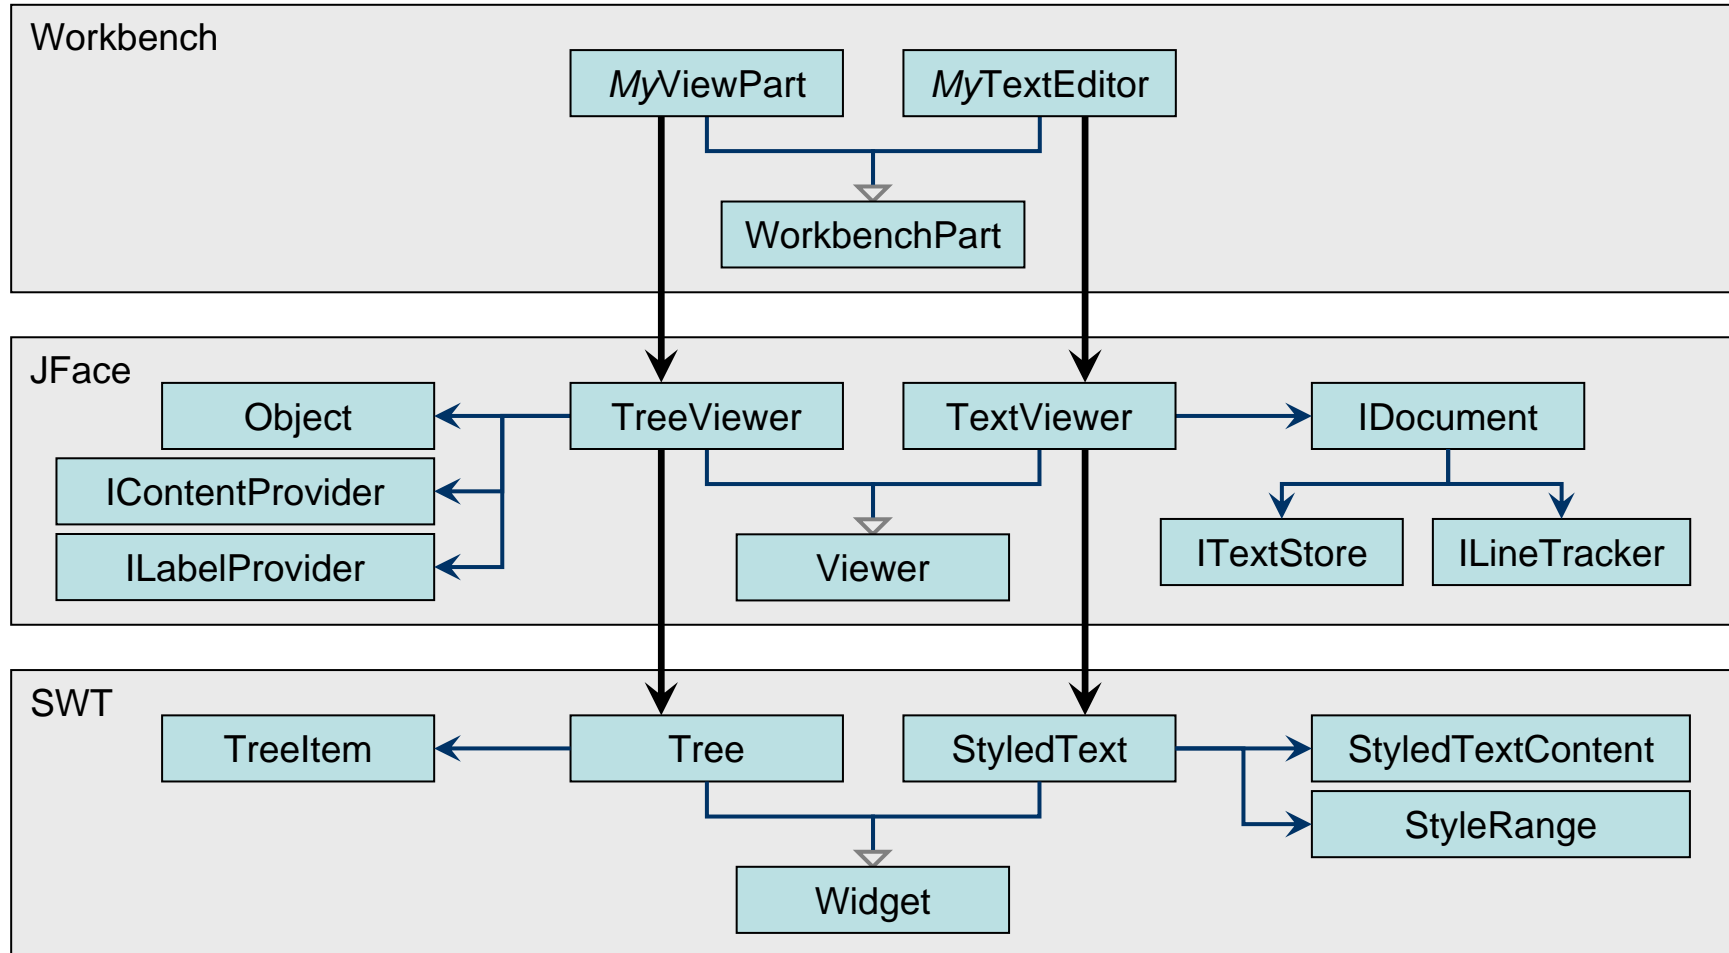 Workbench
MyViewPart
MyTextEditor
WorkbenchPart
JFace
Object
TreeViewer
TextViewer
IDocument
IContentProvider
ITextStore
ILineTracker
ILabelProvider
Viewer
SWT
TreeItem
Tree
StyledText
StyledTextContent
StyleRange
Widget